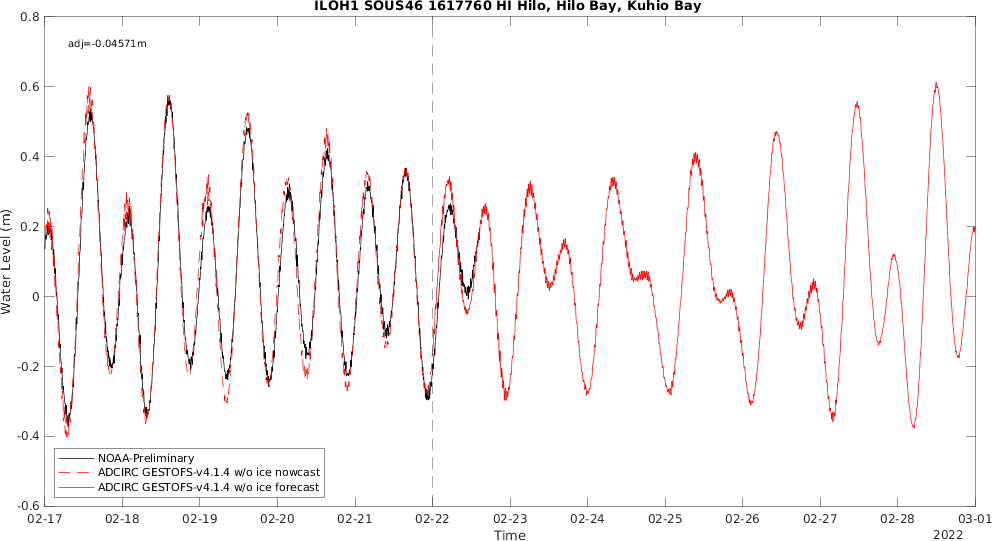 ILOH1 SOUS46 1617760 HI Hilo, Hilo Bay, Kuhio Bay
adj=-0.04571m
0.8
0.6
0.4
0.2
0
-0.2
-0.4
-0.6
Water Level (m)
NOAA-Preliminary
ADCIRC GESTOFS-v4.1.4 w/o ice nowcast
ADCIRC GESTOFS-v4.1.4 w/o ice forecast
02-17 02-18 02-19 02-20 02-21 02-22 02-23 02-24 02-25 02-26 02-27 02-28 03-01
Time
2022